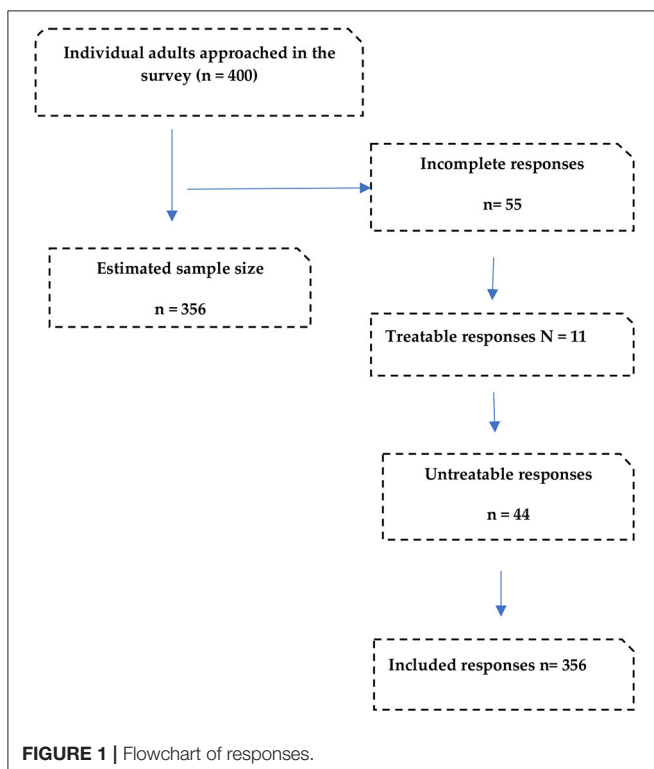 Individual adults approached in the
survey (n = 400)
Incomplete responses
n= 55
Estimated sample size
n = 356
Treatable responses N = 11
Untreatable responses
n = 44
Included responses n= 356
FIGURE 1 | Flowchart of responses.